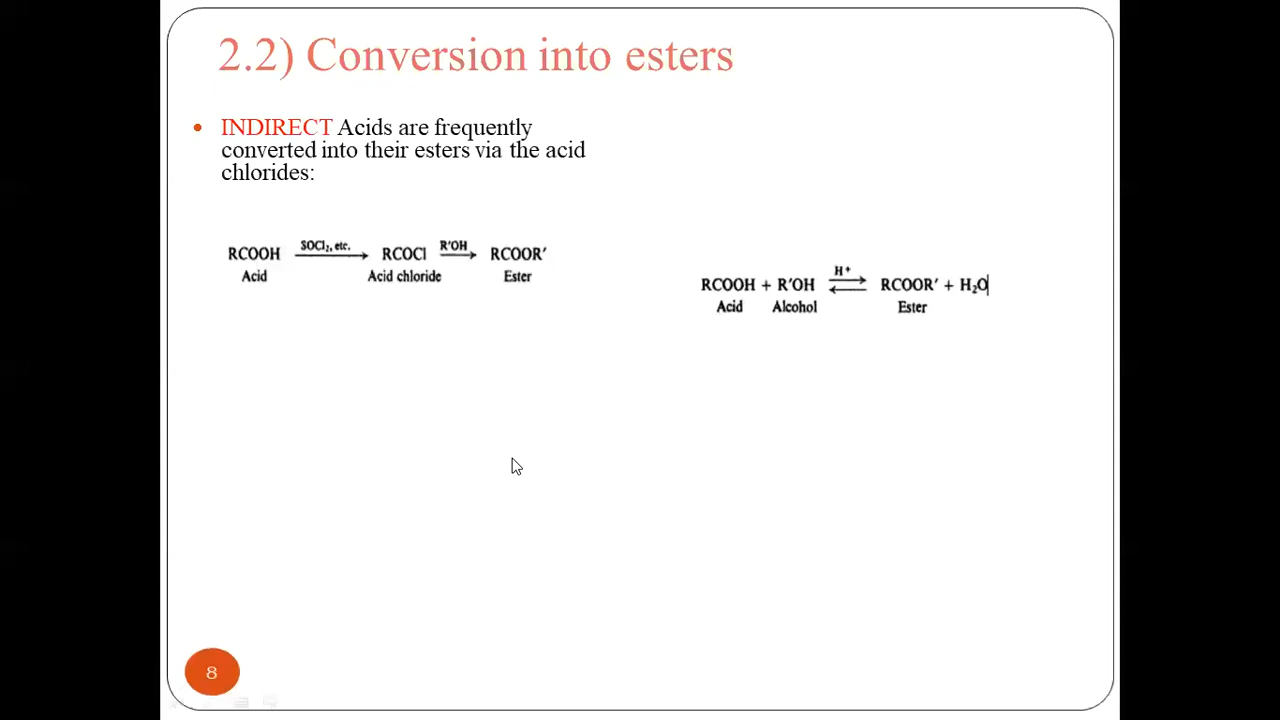 2.2) Conversion into esters
• INDIRECT Acids are frequently
converted into their esters via the acid
chlorides:
SOCl₂, etc. R′OH
RCOOH ⟶ RCOCl ⟶ RCOOR′
Acid Acid chloride Ester
H⁺
RCOOH + R′OH ⇌ RCOOR′ + H₂O
Acid Alcohol Ester
8